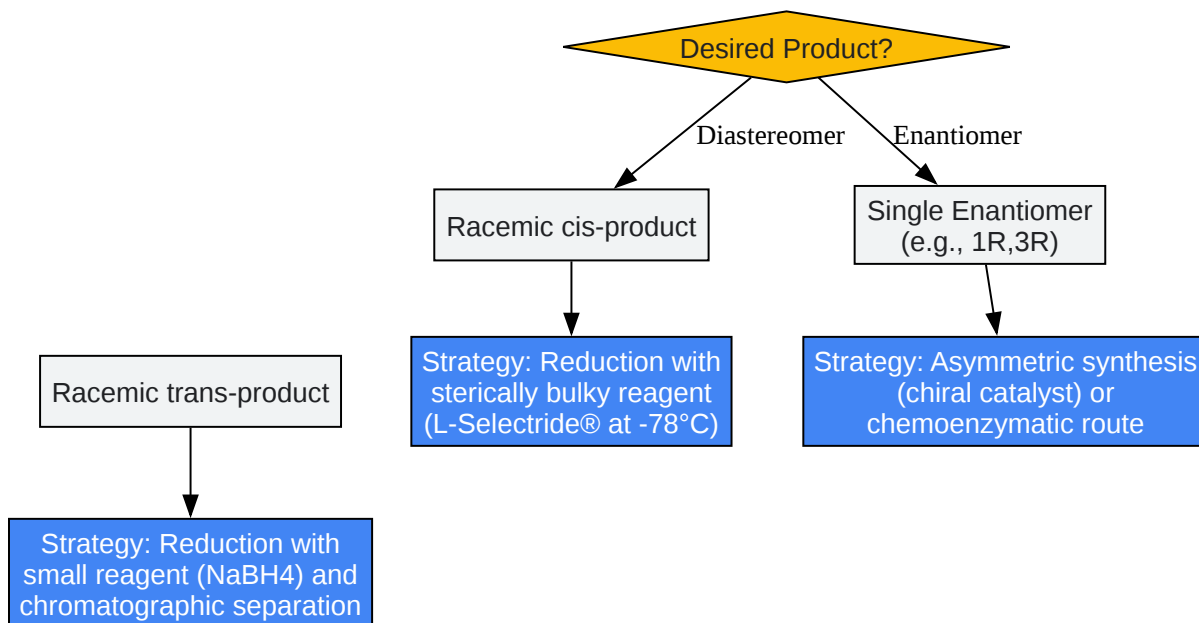 Desired Product?
Diastereomer
Enantiomer
Racemic cis-product
Single Enantiomer
(e.g., 1R,3R)
Strategy: Reduction with
sterically bulky reagent
(L-Selectride® at -78°C)
Strategy: Asymmetric synthesis
(chiral catalyst) or
chemoenzymatic route
Racemic trans-product
Strategy: Reduction with
small reagent (NaBH4) and
chromatographic separation